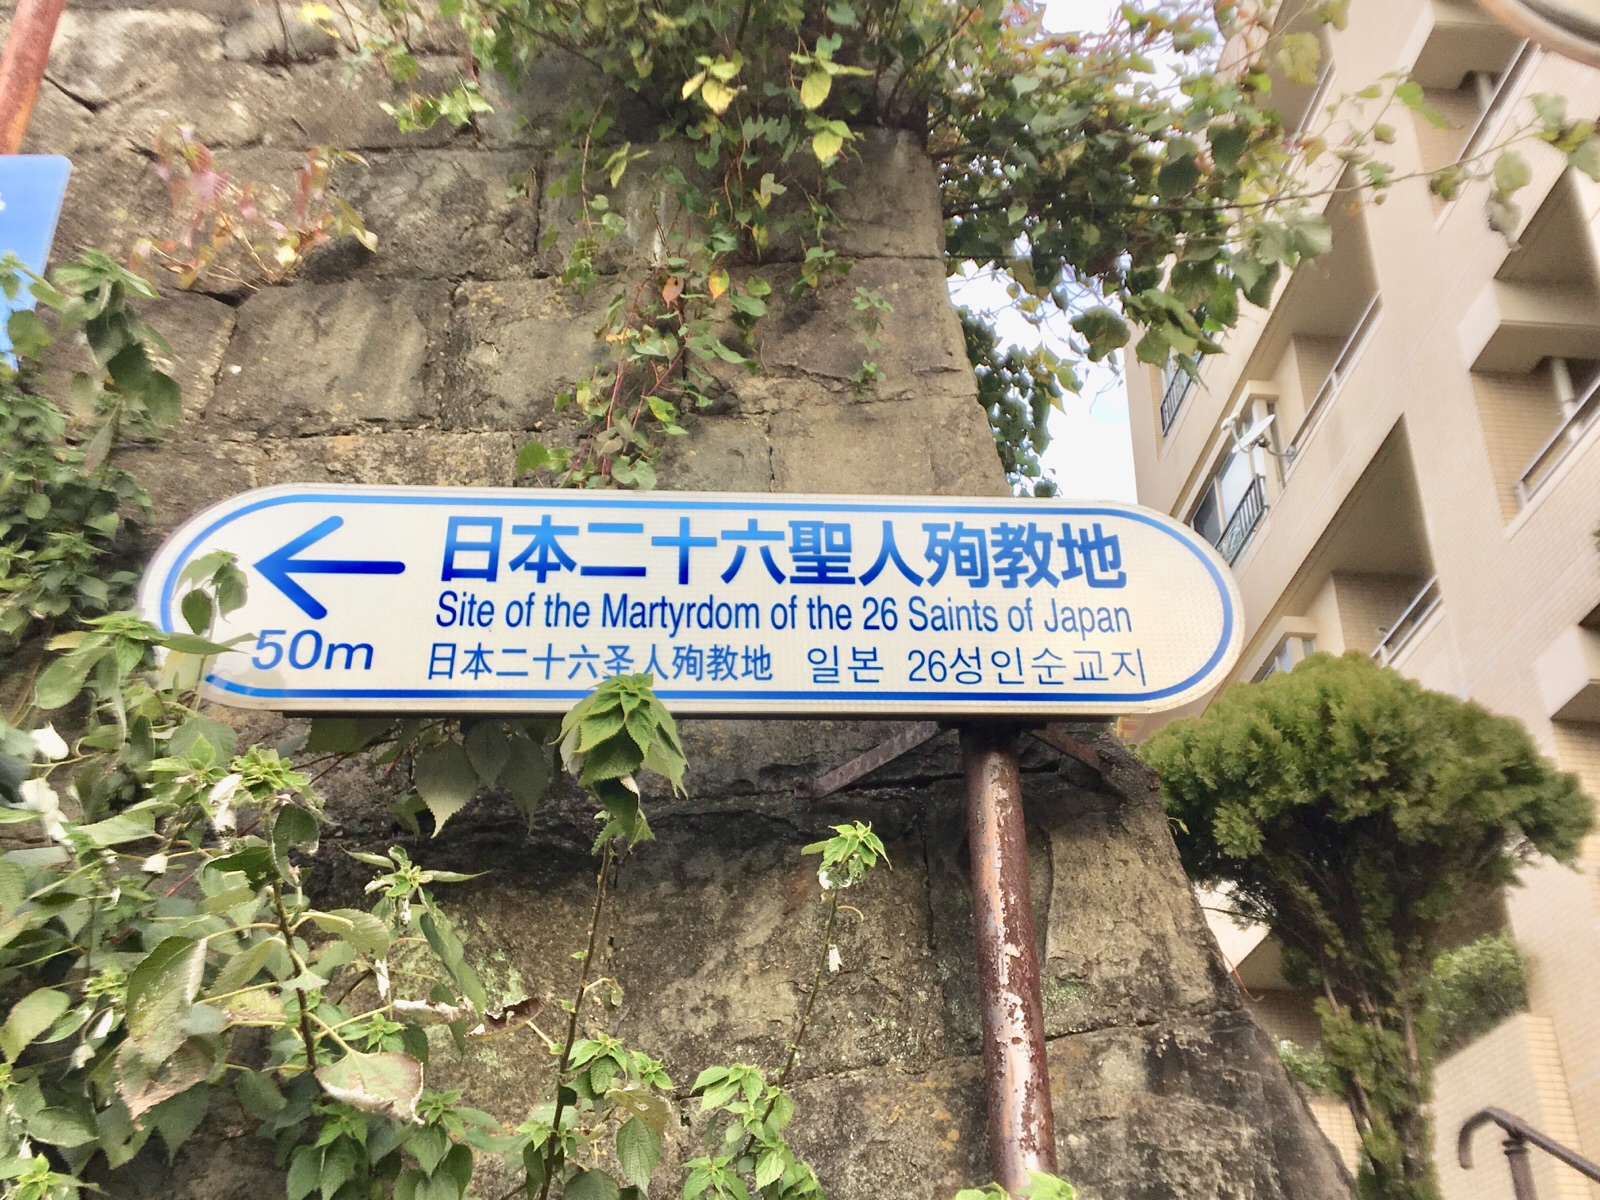 日本二十六聖人殉教地
Site of the Martyrdom of the 26 Saints of Japan
50m
日本二十六圣人殉教地 일본 26성인순교지